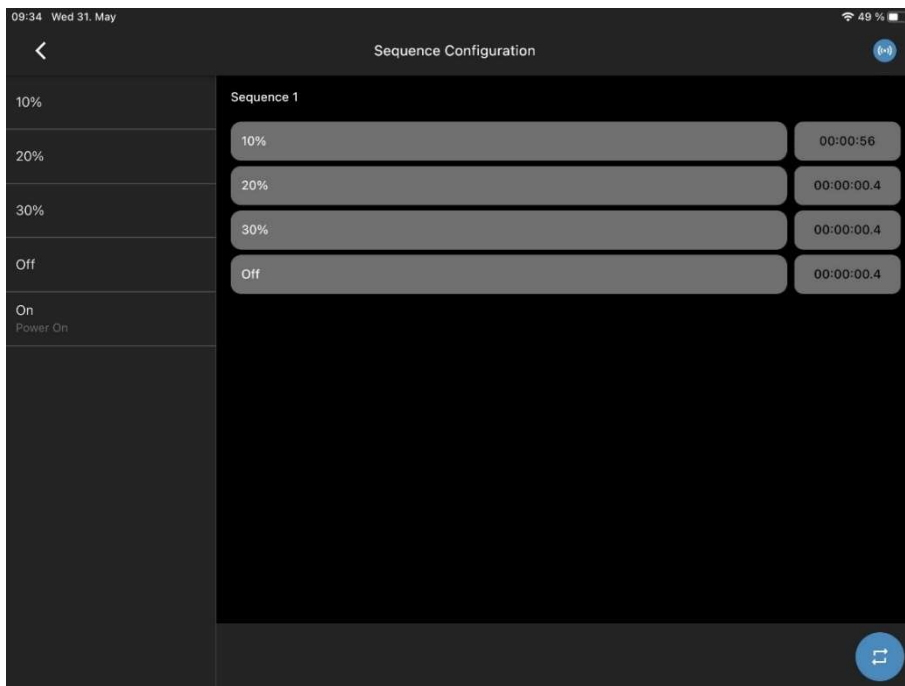 09:34 Wed 31. May
49 %
Sequence Configuration
10%
20%
30%
Off
On
Power On
Sequence 1
10%
00:00:56
20%
00:00:00.4
30%
00:00:00.4
Off
00:00:00.4